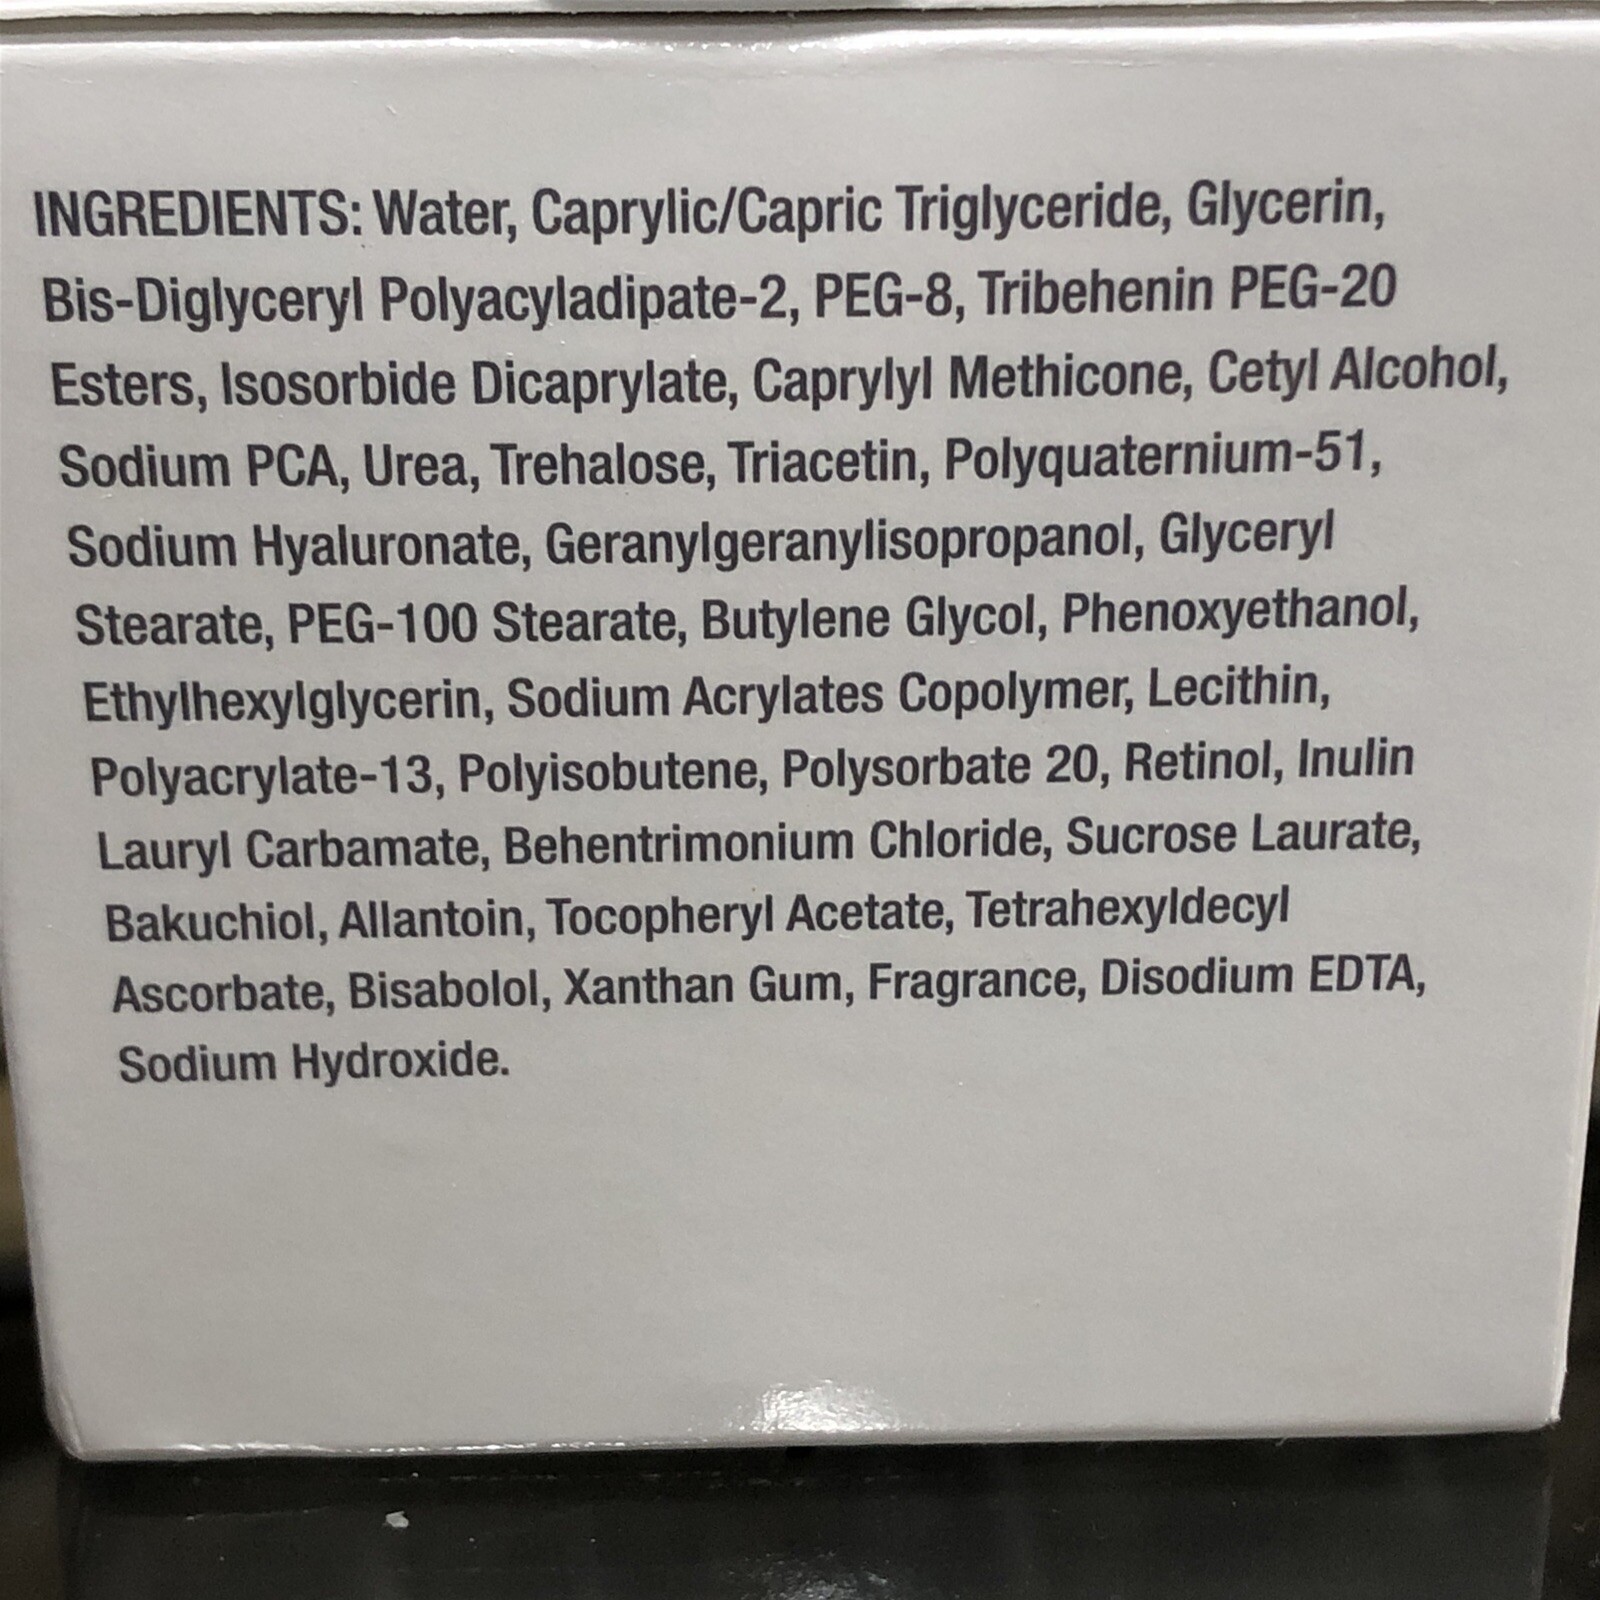 INGREDIENTS: Water, Caprylic/Capric Triglyceride, Glycerin,
Bis-Diglyceryl Polyacyladipate-2, PEG-8, Tribehenin PEG-20
Esters, Isosorbide Dicaprylate, Caprylyl Methicone, Cetyl Alcohol,
Sodium PCA, Urea, Trehalose, Triacetin, Polyquaternium-51,
Sodium Hyaluronate, Geranylgeranylisopropanol, Glyceryl
Stearate, PEG-100 Stearate, Butylene Glycol, Phenoxyethanol,
Ethylhexylglycerin, Sodium Acrylates Copolymer, Lecithin,
Polyacrylate-13, Polyisobutene, Polysorbate 20, Retinol, Inulin
Lauryl Carbamate, Behentrimonium Chloride, Sucrose Laurate,
Bakuchiol, Allantoin, Tocopheryl Acetate, Tetrahexyldecyl
Ascorbate, Bisabolol, Xanthan Gum, Fragrance, Disodium EDTA,
Sodium Hydroxide.